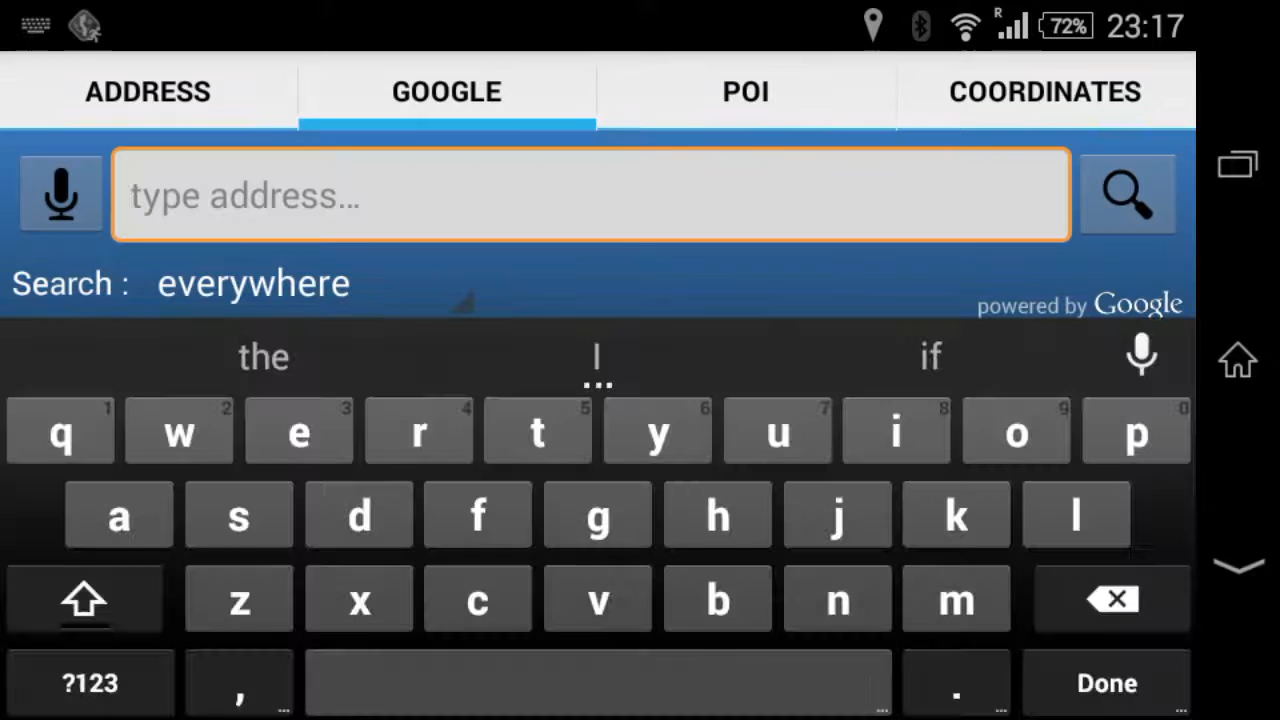 R 72% 23:17
ADDRESS GOOGLE POI COORDINATES
type address...
Search : everywhere
powered by Google
the I if
1 2 3 4 5 6 7 8 9 0
q w e r t y u i o p
a s d f g h j k l
z x c v b n m
?123 , . Done